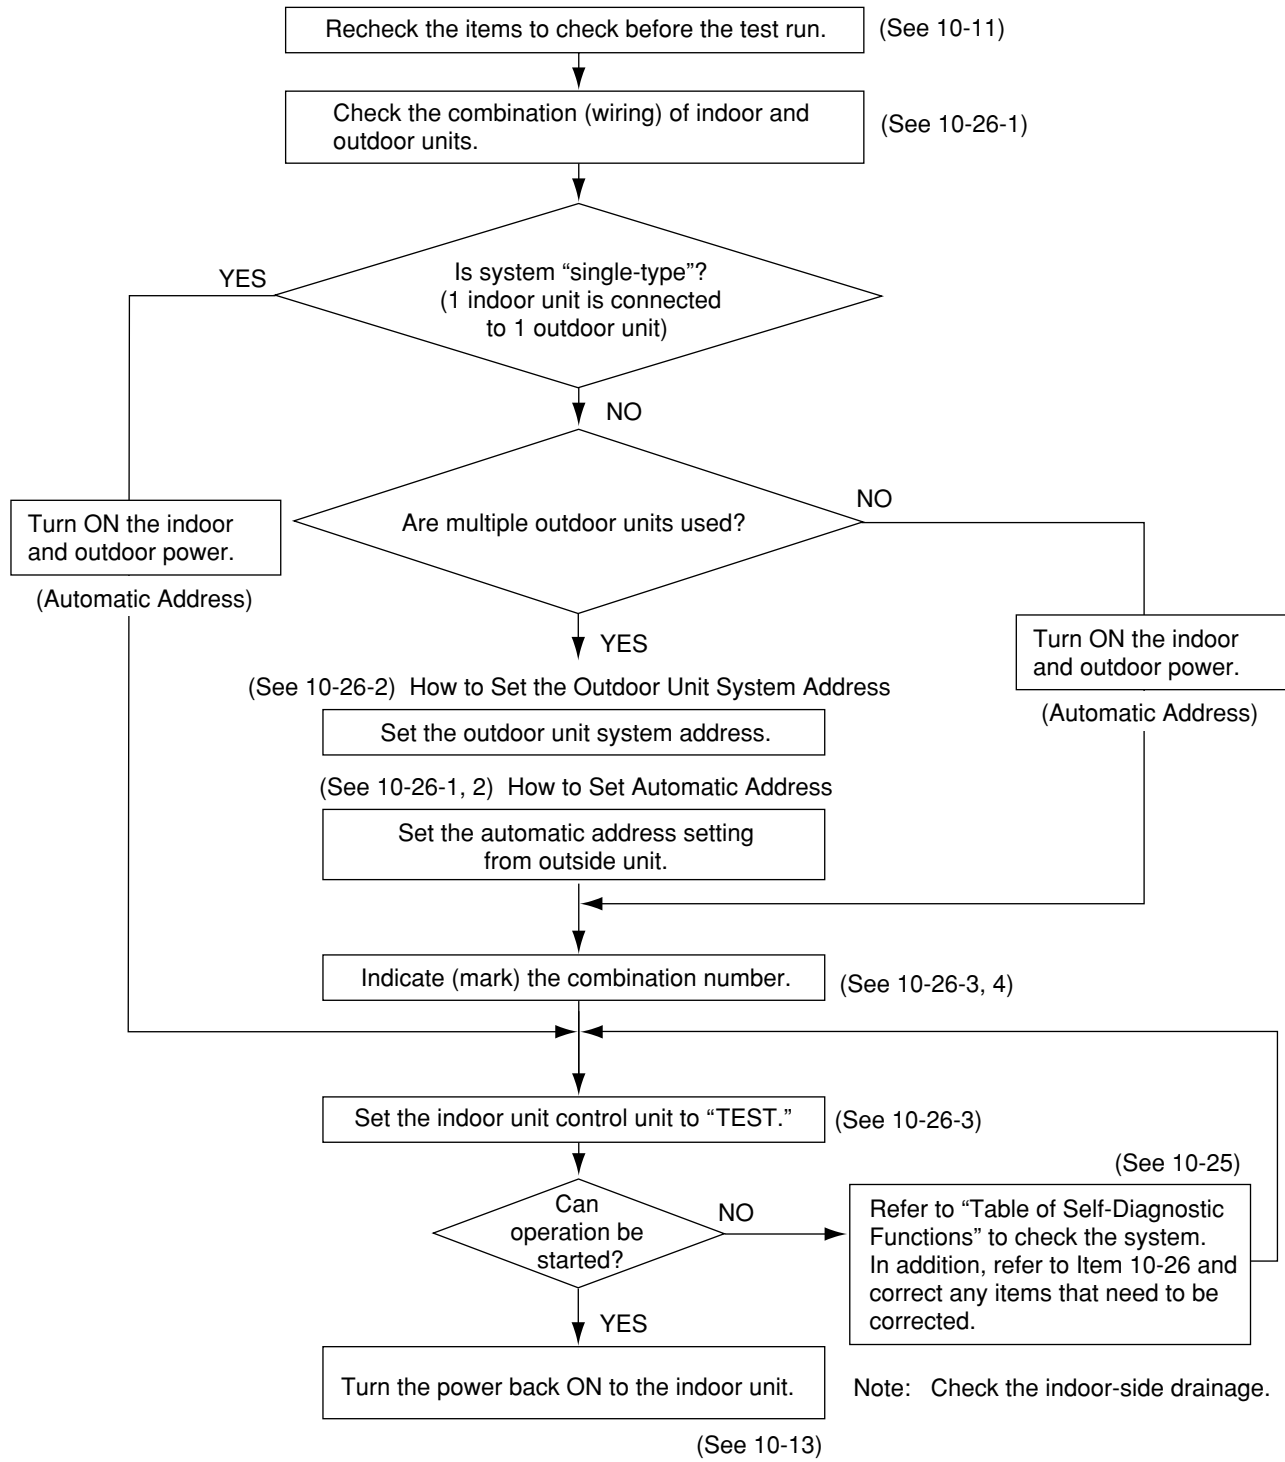 Recheck the items to check before the test run.
(See 10-11)
Check the combination (wiring) of indoor and
outdoor units.
(See 10-26-1)
Is system “single-type”?
(1 indoor unit is connected
to 1 outdoor unit)
YES
NO
Turn ON the indoor
and outdoor power.
(Automatic Address)
Are multiple outdoor units used?
NO
YES
Turn ON the indoor
and outdoor power.
(Automatic Address)
(See 10-26-2) How to Set the Outdoor Unit System Address
Set the outdoor unit system address.
(See 10-26-1, 2) How to Set Automatic Address
Set the automatic address setting
from outside unit.
Indicate (mark) the combination number.
(See 10-26-3, 4)
Set the indoor unit control unit to “TEST.”
(See 10-26-3)
(See 10-25)
Can
operation be
started?
NO
Refer to “Table of Self-Diagnostic
Functions” to check the system.
In addition, refer to Item 10-26 and
correct any items that need to be
corrected.
YES
Turn the power back ON to the indoor unit.
Note: Check the indoor-side drainage.
(See 10-13)